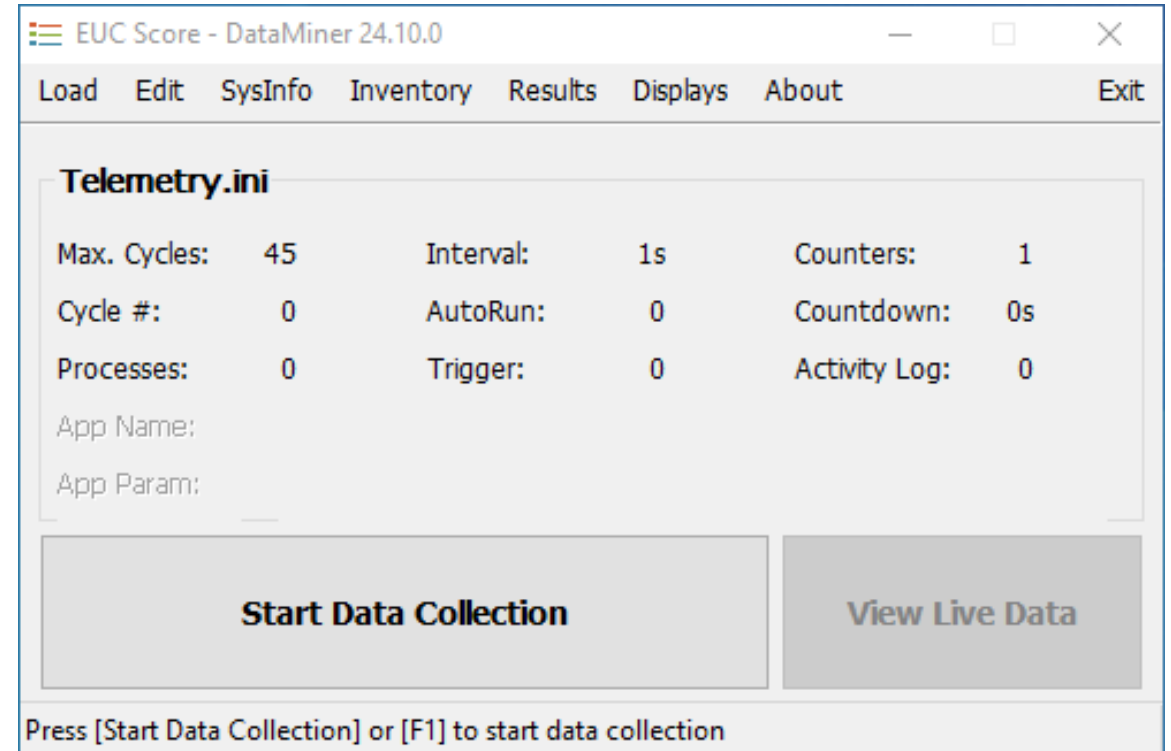 EUC Score - DataMiner 24.10.0
Load Edit SysInfo Inventory Results Displays About Exit
Telemetry.ini
Max. Cycles: 45 Interval: 1s Counters: 1
Cycle #: 0 AutoRun: 0 Countdown: 0s
Processes: 0 Trigger: 0 Activity Log: 0
App Name:
App Param:
Start Data Collection View Live Data
Press [Start Data Collection] or [F1] to start data collection